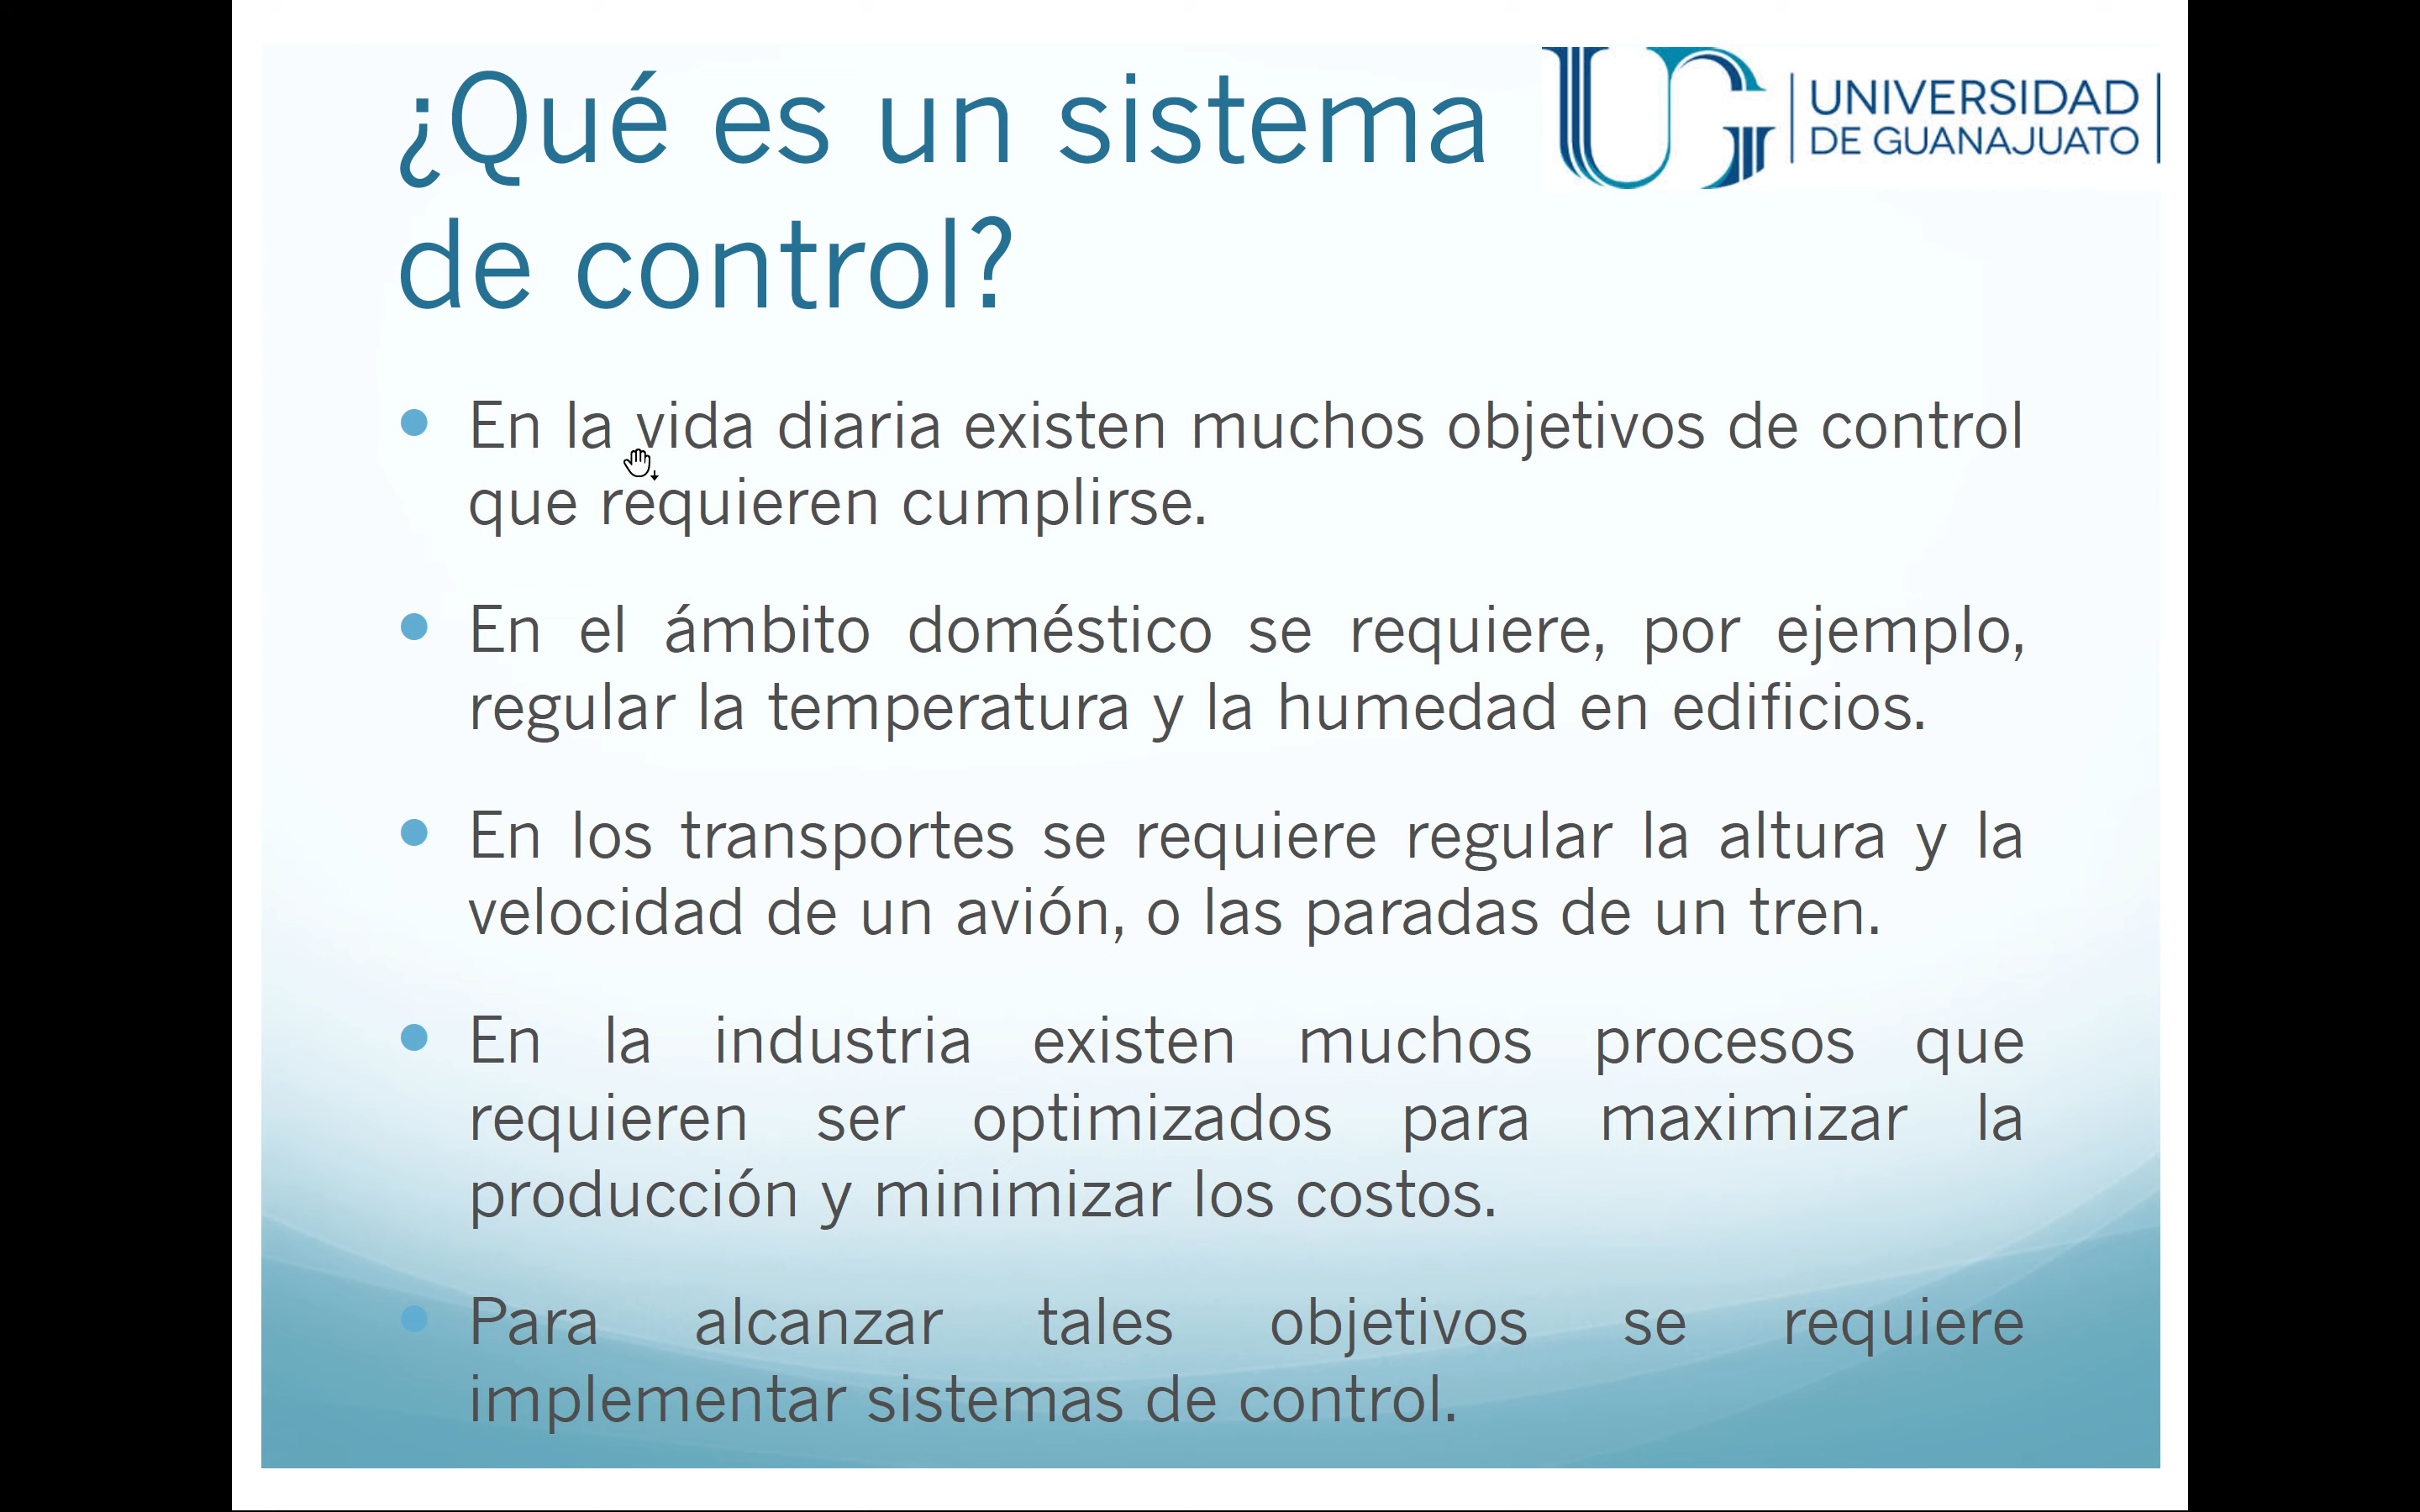 ¿Qué es un sistema
de control?
UNIVERSIDAD
DE GUANAJUATO
• En la vida diaria existen muchos objetivos de control
que requieren cumplirse.
• En el ámbito doméstico se requiere, por ejemplo,
regular la temperatura y la humedad en edificios.
• En los transportes se requiere regular la altura y la
velocidad de un avión, o las paradas de un tren.
• En la industria existen muchos procesos que
requieren ser optimizados para maximizar la
producción y minimizar los costos.
• Para alcanzar tales objetivos se requiere
implementar sistemas de control.